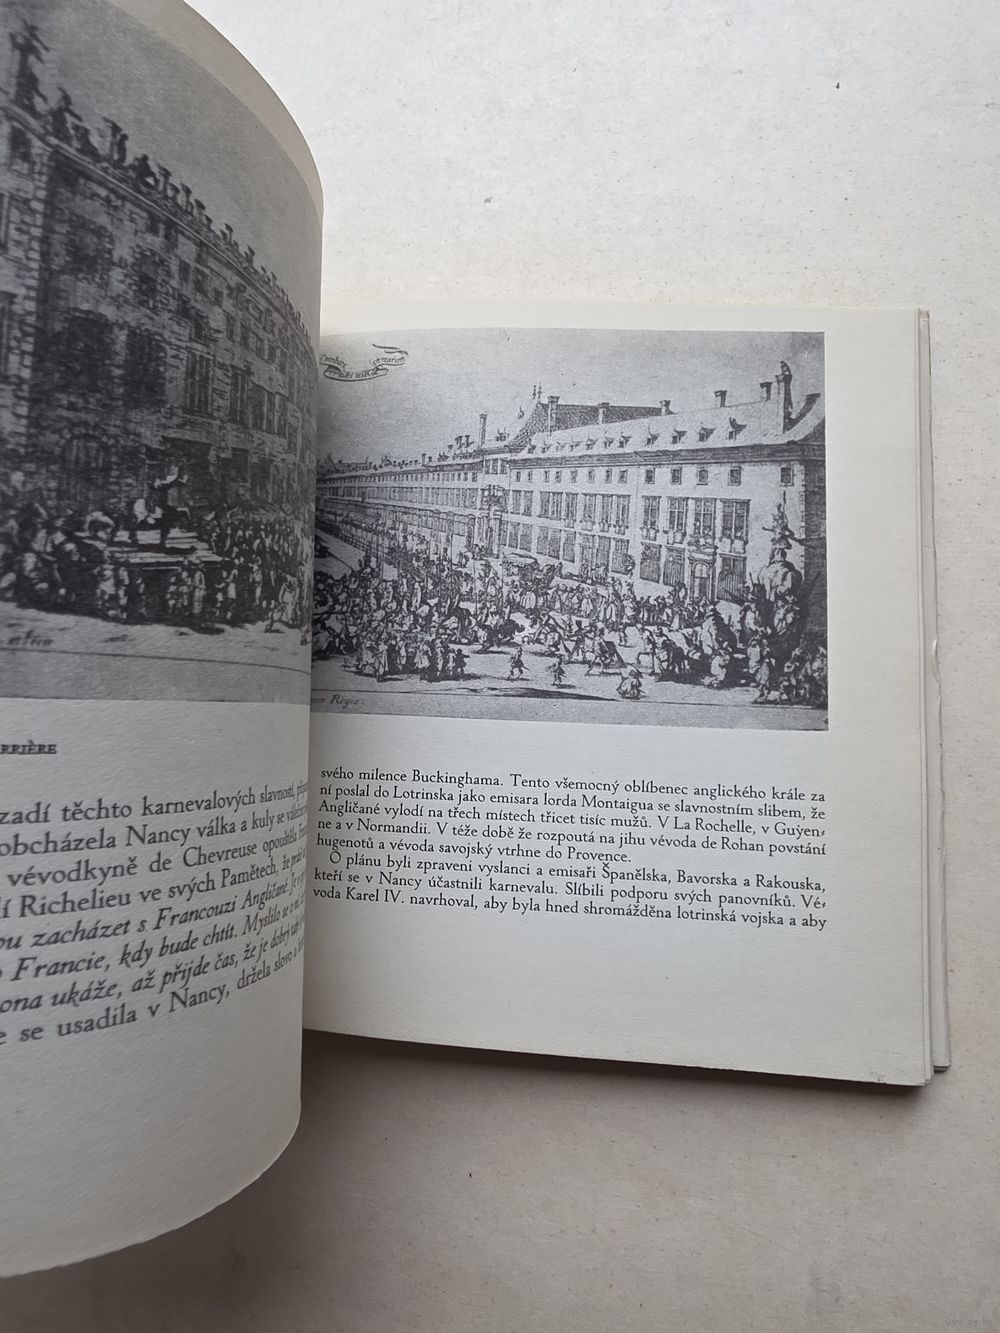 RRIÈRE
zadí těchto karnevalových slavností,
obcházela Nancy válka a kuly se
vévodkyně de Chevreuse opouštěla
lí Richelieu ve svých Pamětech, že
ou zacházet s Francouzi Angličané. Je
Francie, kdy bude chtít. Myslilo se o
ona ukáže, až přijde čas, že je dobrý
e se usadila v Nancy, držela slovo a
svého milence Buckinghama. Tento všemocný oblíbenec anglického krále za
ní poslal do Lotrinska jako emisara lorda Montaigua se slavnostním slibem, že
Angličané vylodí na třech místech třicet tisíc mužů. V La Rochelle, v Guyen-
ne a v Normandii. V téže době že rozpoutá na jihu vévoda de Rohan povstání
hugenotů a vévoda savojský vtrhne do Provence.
O plánu byli zpraveni vyslanci a emisaři Španělska, Bavorska a Rakouska,
kteří se v Nancy účastnili karnevalu. Slíbili podporu svých panovníků. Vé-
voda Karel IV. navrhoval, aby byla hned shromážděna lotrinská vojska a aby
www.ay.by